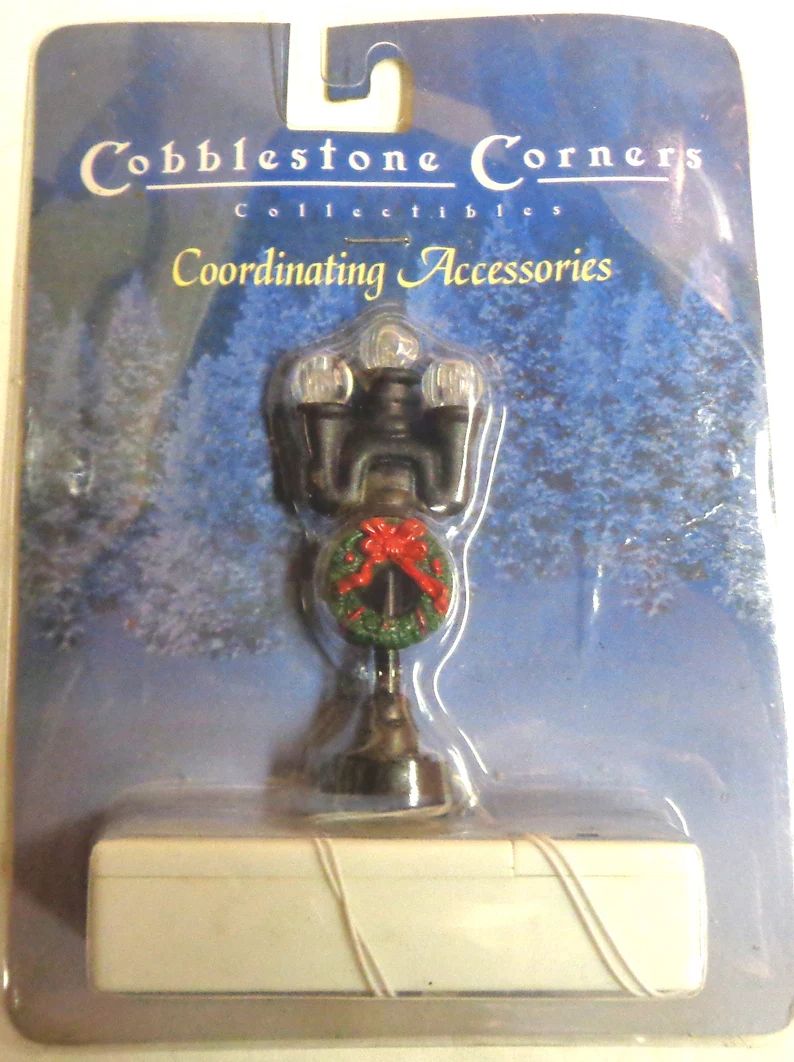 Cobblestone Corners
Collectibles
Coordinating Accessories